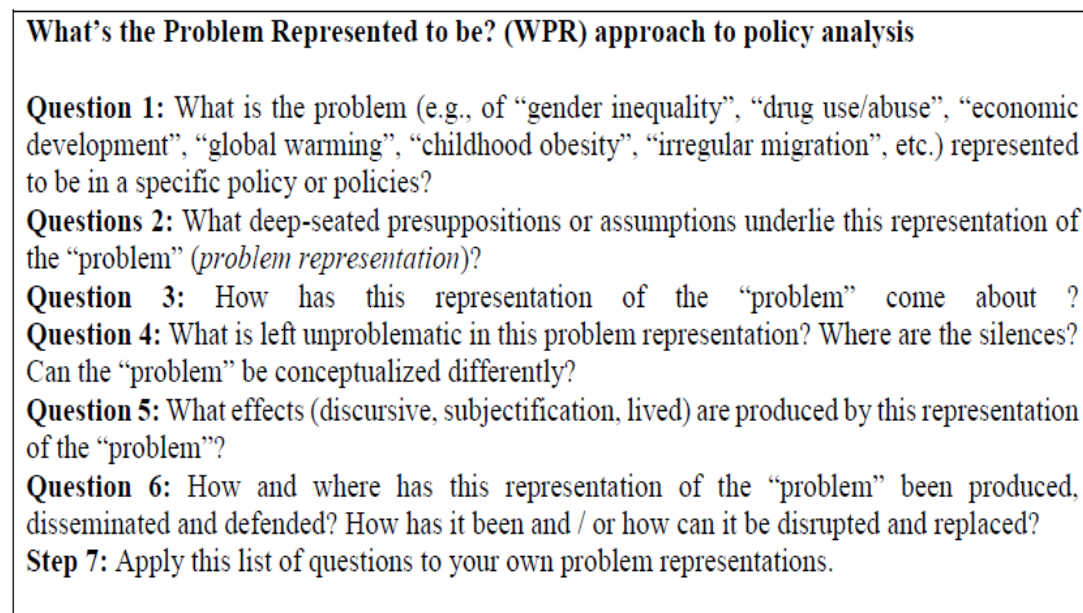 What’s the Problem Represented to be? (WPR) approach to policy analysis
Question 1: What is the problem (e.g., of “gender inequality”, “drug use/abuse”, “economic
development”, “global warming”, “childhood obesity”, “irregular migration”, etc.) represented
to be in a specific policy or policies?
Questions 2: What deep-seated presuppositions or assumptions underlie this representation of
the “problem” (problem representation)?
Question 3: How has this representation of the “problem” come about ?
Question 4: What is left unproblematic in this problem representation? Where are the silences?
Can the “problem” be conceptualized differently?
Question 5: What effects (discursive, subjectification, lived) are produced by this representation
of the “problem”?
Question 6: How and where has this representation of the “problem” been produced,
disseminated and defended? How has it been and / or how can it be disrupted and replaced?
Step 7: Apply this list of questions to your own problem representations.